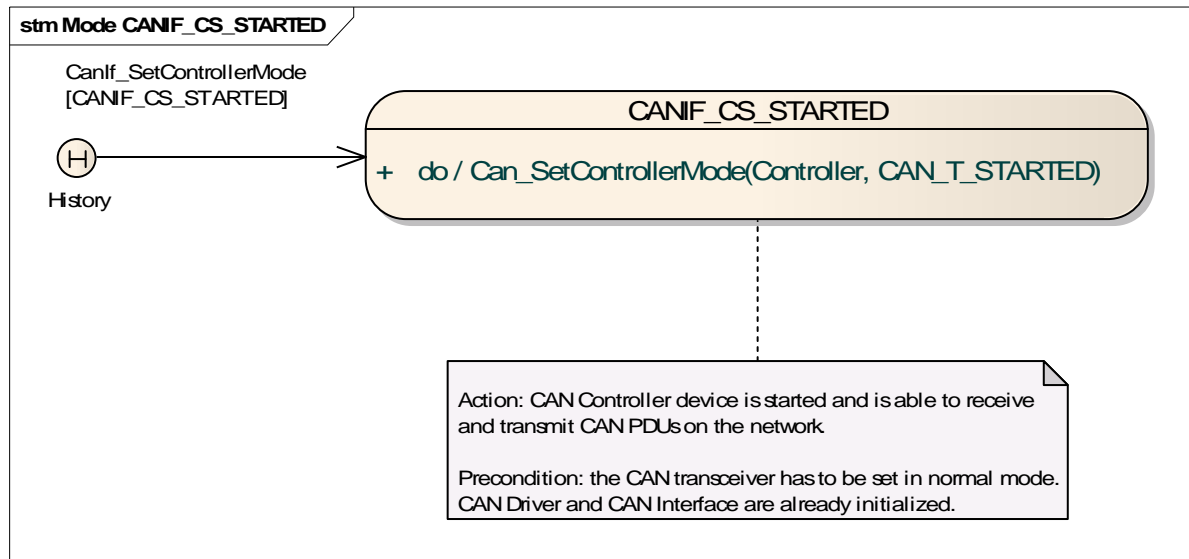 stm Mode CANIF_CS_STARTED
CanIf_SetControllerMode
[CANIF_CS_STARTED]
H
History
CANIF_CS_STARTED
+ do / Can_SetControllerMode(Controller, CAN_T_STARTED)
Action: CAN Controller device is started and is able to receive
and transmit CAN PDUs on the network.
Precondition: the CAN transceiver has to be set in normal mode.
CAN Driver and CAN Interface are already initialized.